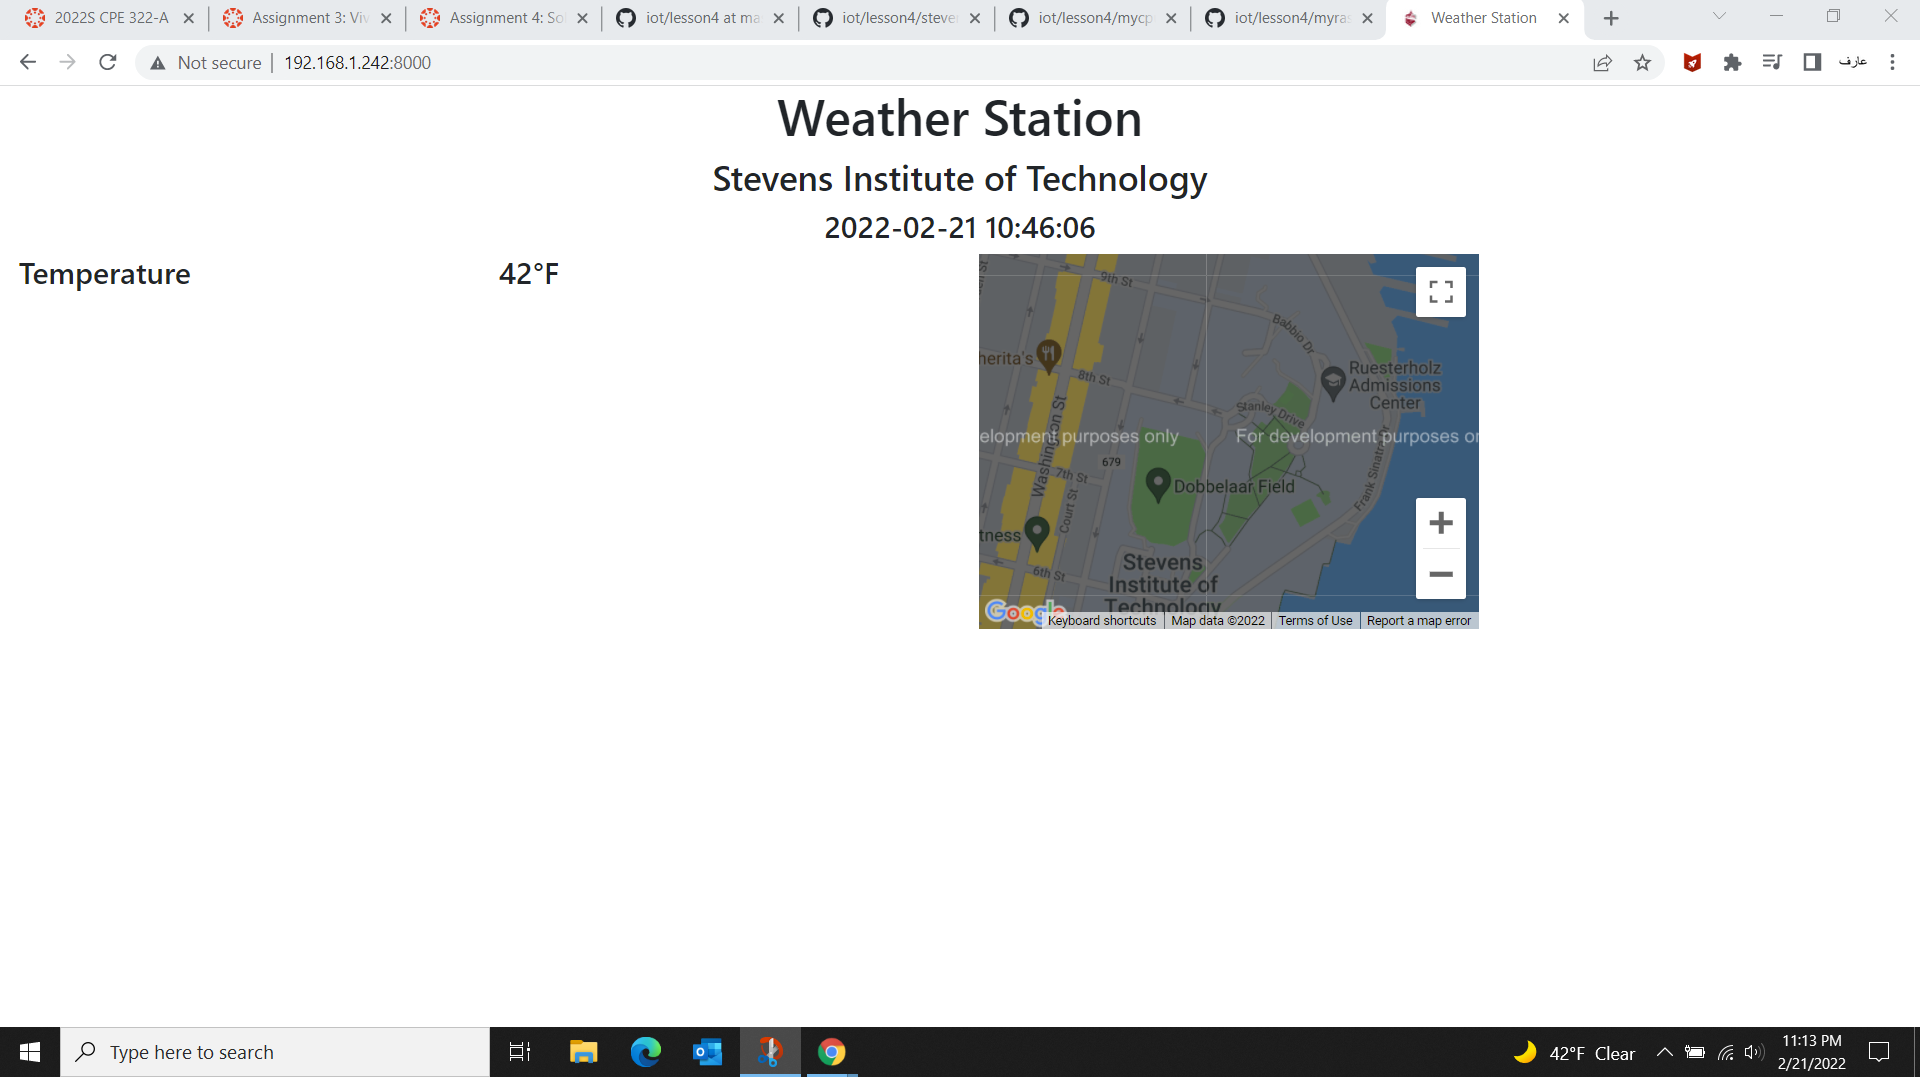 2022S CPE 322-A
Assignment 3: Viv
Assignment 4: So
iot/lesson4 at ma
iot/lesson4/steve
iot/lesson4/mycp
iot/lesson4/myras
Weather Station
Not secure
192.168.1.242:8000
عارف
Weather Station
Stevens Institute of Technology
2022-02-21 10:46:06
Temperature
42°F
9th St
Babbio Dr
herita's
8th St
Ruesterholz
Admissions
Center
Stanley Drive
Washington St
elopment purposes only
For development purposes or
679
7th St
Court St
Dobbelaar Field
Frank Sinatra Dr
tness
6th St
Stevens
Institute of
Technology
Google
Keyboard shortcuts
Map data ©2022
Terms of Use
Report a map error
Type here to search
42°F Clear
11:13 PM
2/21/2022